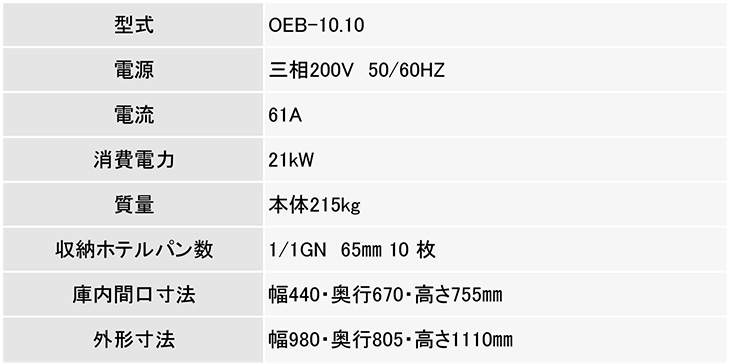 型式 OEB-10.10
電源 三相200V 50/60HZ
電流 61A
消費電力 21kW
質量 本体215kg
収納ホテルパン数 1/1GN 65㎜ 10 枚
庫内間口寸法 幅440・奥行670・高さ755㎜
外形寸法 幅980・奥行805・高さ1110㎜